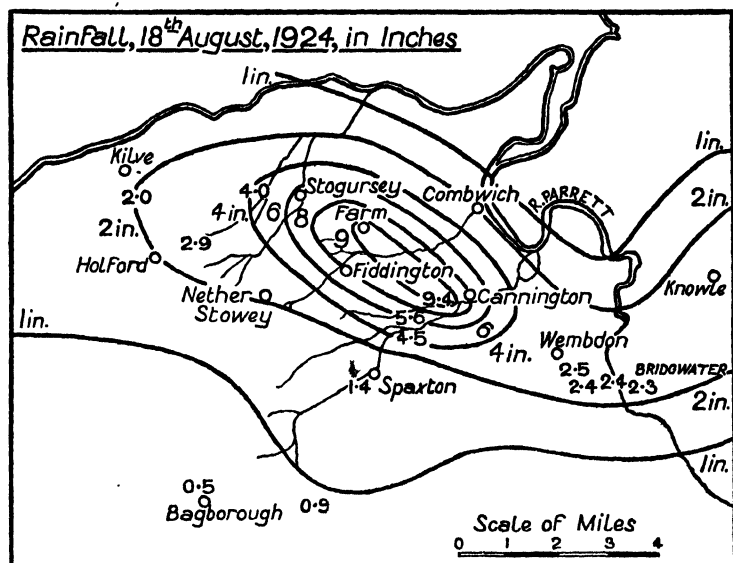 Rainfall, 18th August, 1924, in Inches
1in.
Kilve
1in.
2.0
4.0
Stogursey
Combwich
R. PARRETT
2in.
4in.
6
8
Farm
2in.
2.9
9
Holford
Fiddington
Knowle
Nether
Stowey
9.4
Cannington
1in.
5.6
4.5
6
4in.
Wembdon
2.5
BRIDGWATER
1.4
Spaxton
2.4
2.4
2.3
2in.
1in.
0.5
Bagborough
0.9
Scale of Miles
0 1 2 3 4